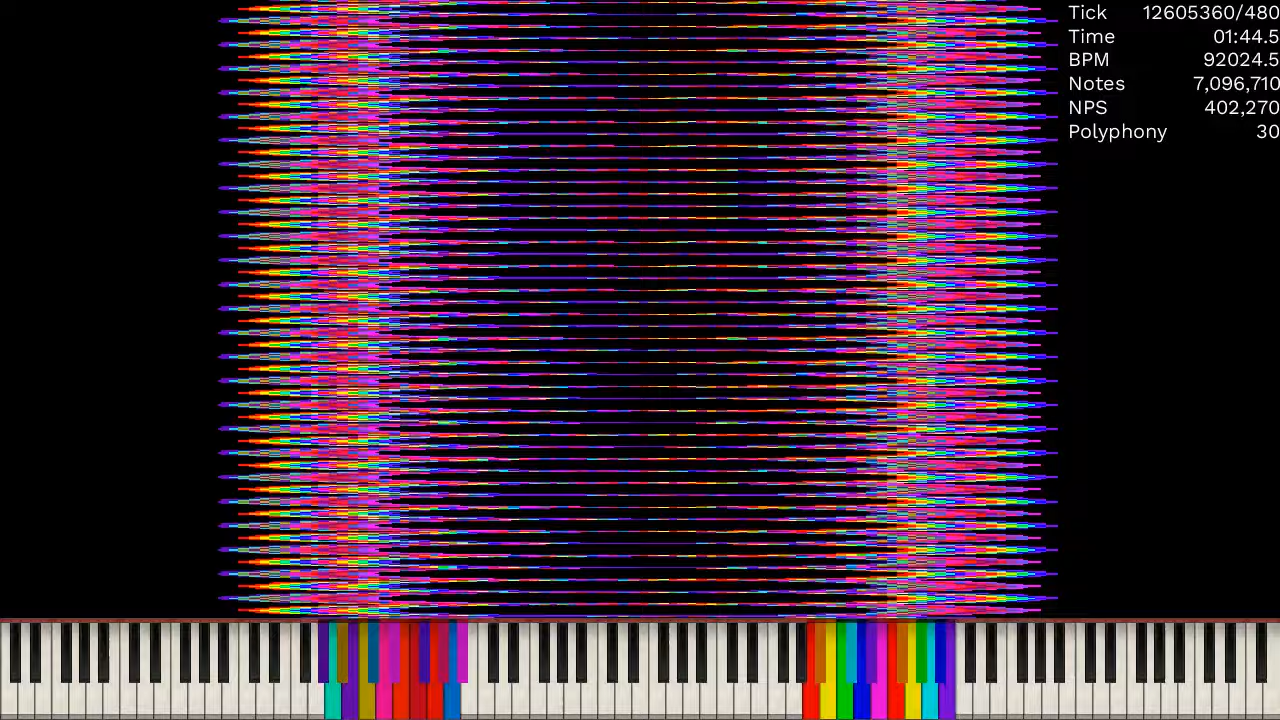 Tick 12605360/480
Time 01:44.5
BPM 92024.5
Notes 7,096,710
NPS 402,270
Polyphony 30